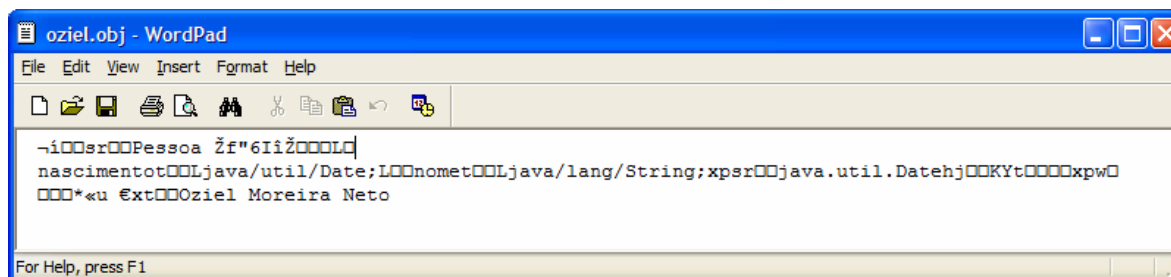 oziel.obj - WordPad
File Edit View Insert Format Help
¬í□□sr□□Pessoa Žf"6IîŽ□□□L□
nascimentot□□Ljava/util/Date;L□□nomet□□Ljava/lang/String;xpsr□□java.util.Datehj□□KYt□□□□xpw□
□□□*«u €xt□□Oziel Moreira Neto
For Help, press F1